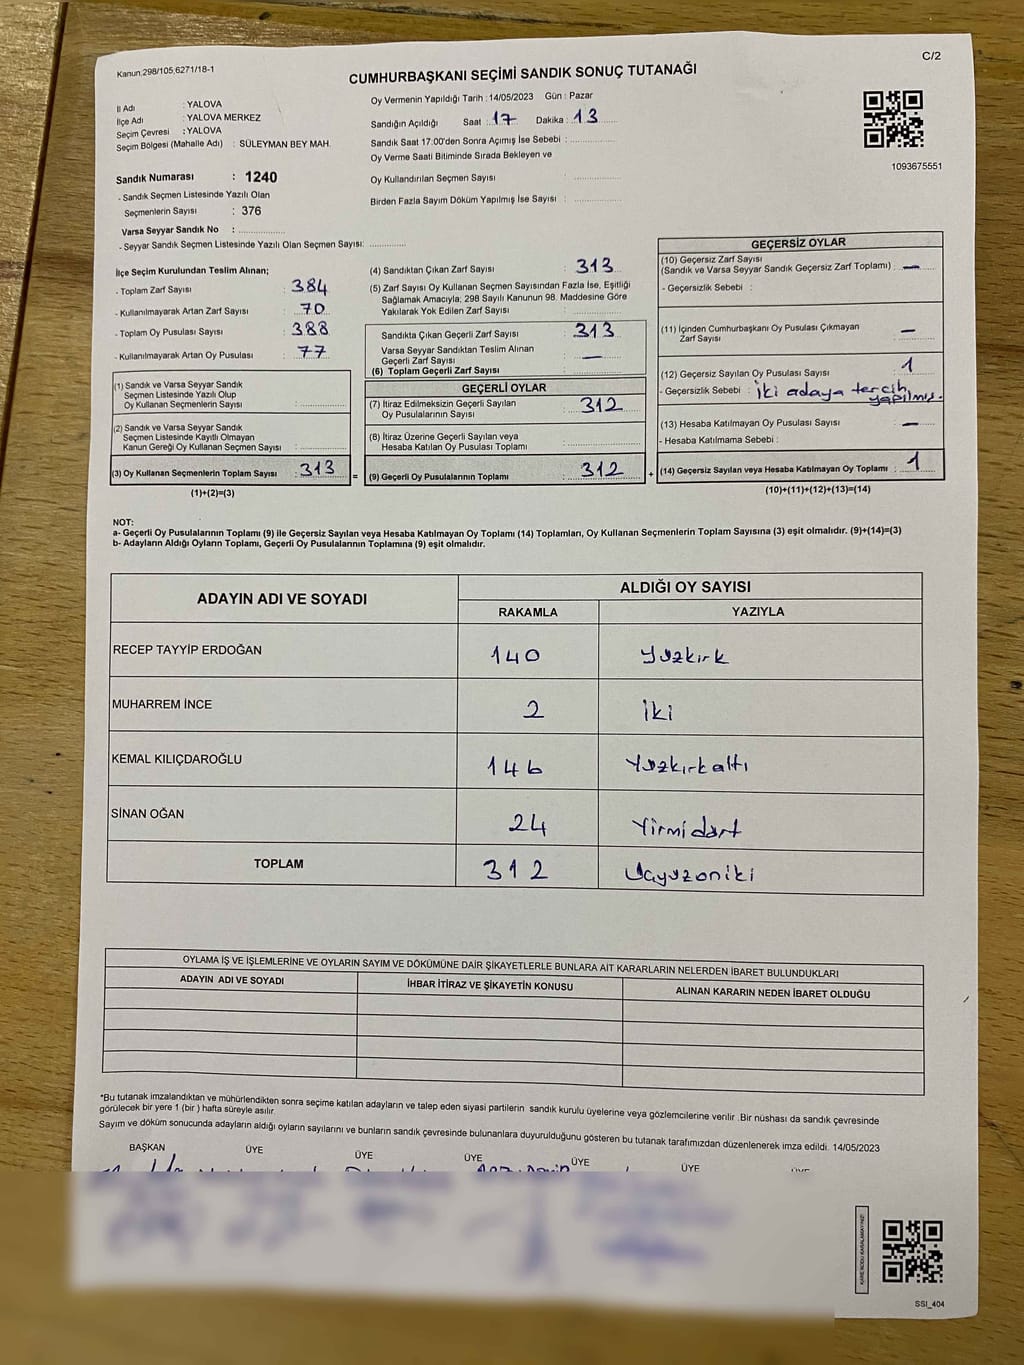 Kanun:298/105,6271/18-1
C/2
CUMHURBAŞKANI SEÇİMİ SANDIK SONUÇ TUTANAĞI
İl Adı : YALOVA
İlçe Adı : YALOVA MERKEZ
Seçim Çevresi : YALOVA
Seçim Bölgesi (Mahalle Adı) : SÜLEYMAN BEY MAH.
Sandık Numarası : 1240
- Sandık Seçmen Listesinde Yazılı Olan
Seçmenlerin Sayısı : 376
Varsa Seyyar Sandık No :
- Seyyar Sandık Seçmen Listesinde Yazılı Olan Seçmen Sayısı:
Oy Vermenin Yapıldığı Tarih : 14/05/2023 Gün : Pazar
Sandığın Açıldığı Saat : 17 Dakika : 13
Sandık Saat 17:00'den Sonra Açımış İse Sebebi :
Oy Verme Saati Bitiminde Sırada Bekleyen ve
Oy Kullandırılan Seçmen Sayısı :
Birden Fazla Sayım Döküm Yapılmış İse Sayısı :
1093675551
İlçe Seçim Kurulundan Teslim Alınan;
- Toplam Zarf Sayısı : 384
- Kullanılmayarak Artan Zarf Sayısı : 70
- Toplam Oy Pusulası Sayısı : 388
- Kullanılmayarak Artan Oy Pusulası : 77
(1) Sandık ve Varsa Seyyar Sandık
Seçmen Listesinde Yazılı Olup
Oy Kullanan Seçmenlerin Sayısı :
(2) Sandık ve Varsa Seyyar Sandık
Seçmen Listesinde Kayıtlı Olmayan
Kanun Gereği Oy Kullanan Seçmen Sayısı :
(3) Oy Kullanan Seçmenlerin Toplam Sayısı : 313
(1)+(2)=(3)
(4) Sandıktan Çıkan Zarf Sayısı : 313
(5) Zarf Sayısı Oy Kullanan Seçmen Sayısından Fazla İse, Eşitliği
Sağlamak Amacıyla; 298 Sayılı Kanunun 98. Maddesine Göre
Yakılarak Yok Edilen Zarf Sayısı :
Sandıkta Çıkan Geçerli Zarf Sayısı : 313
Varsa Seyyar Sandıktan Teslim Alınan
Geçerli Zarf Sayısı : —
(6) Toplam Geçerli Zarf Sayısı :
GEÇERLİ OYLAR
(7) İtiraz Edilmeksizin Geçerli Sayılan
Oy Pusulalarının Sayısı : 312
(8) İtiraz Üzerine Geçerli Sayılan veya
Hesaba Katılan Oy Pusulası Toplamı :
= (9) Geçerli Oy Pusulalarının Toplamı : 312 +
GEÇERSİZ OYLAR
(10) Geçersiz Zarf Sayısı
(Sandık ve Varsa Seyyar Sandık Geçersiz Zarf Toplamı) : —
- Geçersizlik Sebebi :
(11) İçinden Cumhurbaşkanı Oy Pusulası Çıkmayan
Zarf Sayısı : —
(12) Geçersiz Sayılan Oy Pusulası Sayısı : 1
- Geçersizlik Sebebi : İki adaya tercih
yapılmış.
(13) Hesaba Katılmayan Oy Pusulası Sayısı : —
- Hesaba Katılmama Sebebi :
(14) Geçersiz Sayılan veya Hesaba Katılmayan Oy Toplamı : 1
(10)+(11)+(12)+(13)=(14)
NOT:
a- Geçerli Oy Pusulalarının Toplamı (9) ile Geçersiz Sayılan veya Hesap Katılmayan Oy Toplamı (14) Toplamları, Oy Kullanan Seçmenlerin Toplam Sayısına (3) eşit olmalıdır. (9)+(14)=(3)
b- Adayların Aldığı Oyların Toplamı, Geçerli Oy Pusulalarının Toplamına (9) eşit olmalıdır.
ADAYIN ADI VE SOYADI ALDIĞI OY SAYISI
RAKAMLA YAZIYLA
RECEP TAYYİP ERDOĞAN 140 Yüzkırk
MUHARREM İNCE 2 İki
KEMAL KILIÇDAROĞLU 146 Yüzkırkaltı
SİNAN OĞAN 24 Yirmidört
TOPLAM 312 Üçyüzoniki
OYLAMA İŞ VE İŞLEMLERİNE VE OYLARIN SAYIM VE DÖKÜMÜNE DAİR ŞİKAYETLERLE BUNLARA AİT KARARLARIN NELERDEN İBARET BULUNDUKLARI
ADAYIN ADI VE SOYADI İHBAR İTİRAZ VE ŞİKAYETİN KONUSU ALINAN KARARIN NEDEN İBARET OLDUĞU
*Bu tutanak imzalandıktan ve mühürlendikten sonra seçime katılan adayların ve talep eden siyasi partilerin sandık kurulu üyelerine veya gözlemcilerine verilir .Bir nüshası da sandık çevresinde
görülecek bir yere 1 (bir ) hafta süreyle asılır.
Sayım ve döküm sonucunda adayların aldığı oyların sayılarını ve bunların sandık çevresinde bulunanlara duyurulduğunu gösteren bu tutanak tarafımızdan düzenlenerek imza edildi. 14/05/2023
BAŞKAN ÜYE ÜYE ÜYE ÜYE ÜYE
SSI_404